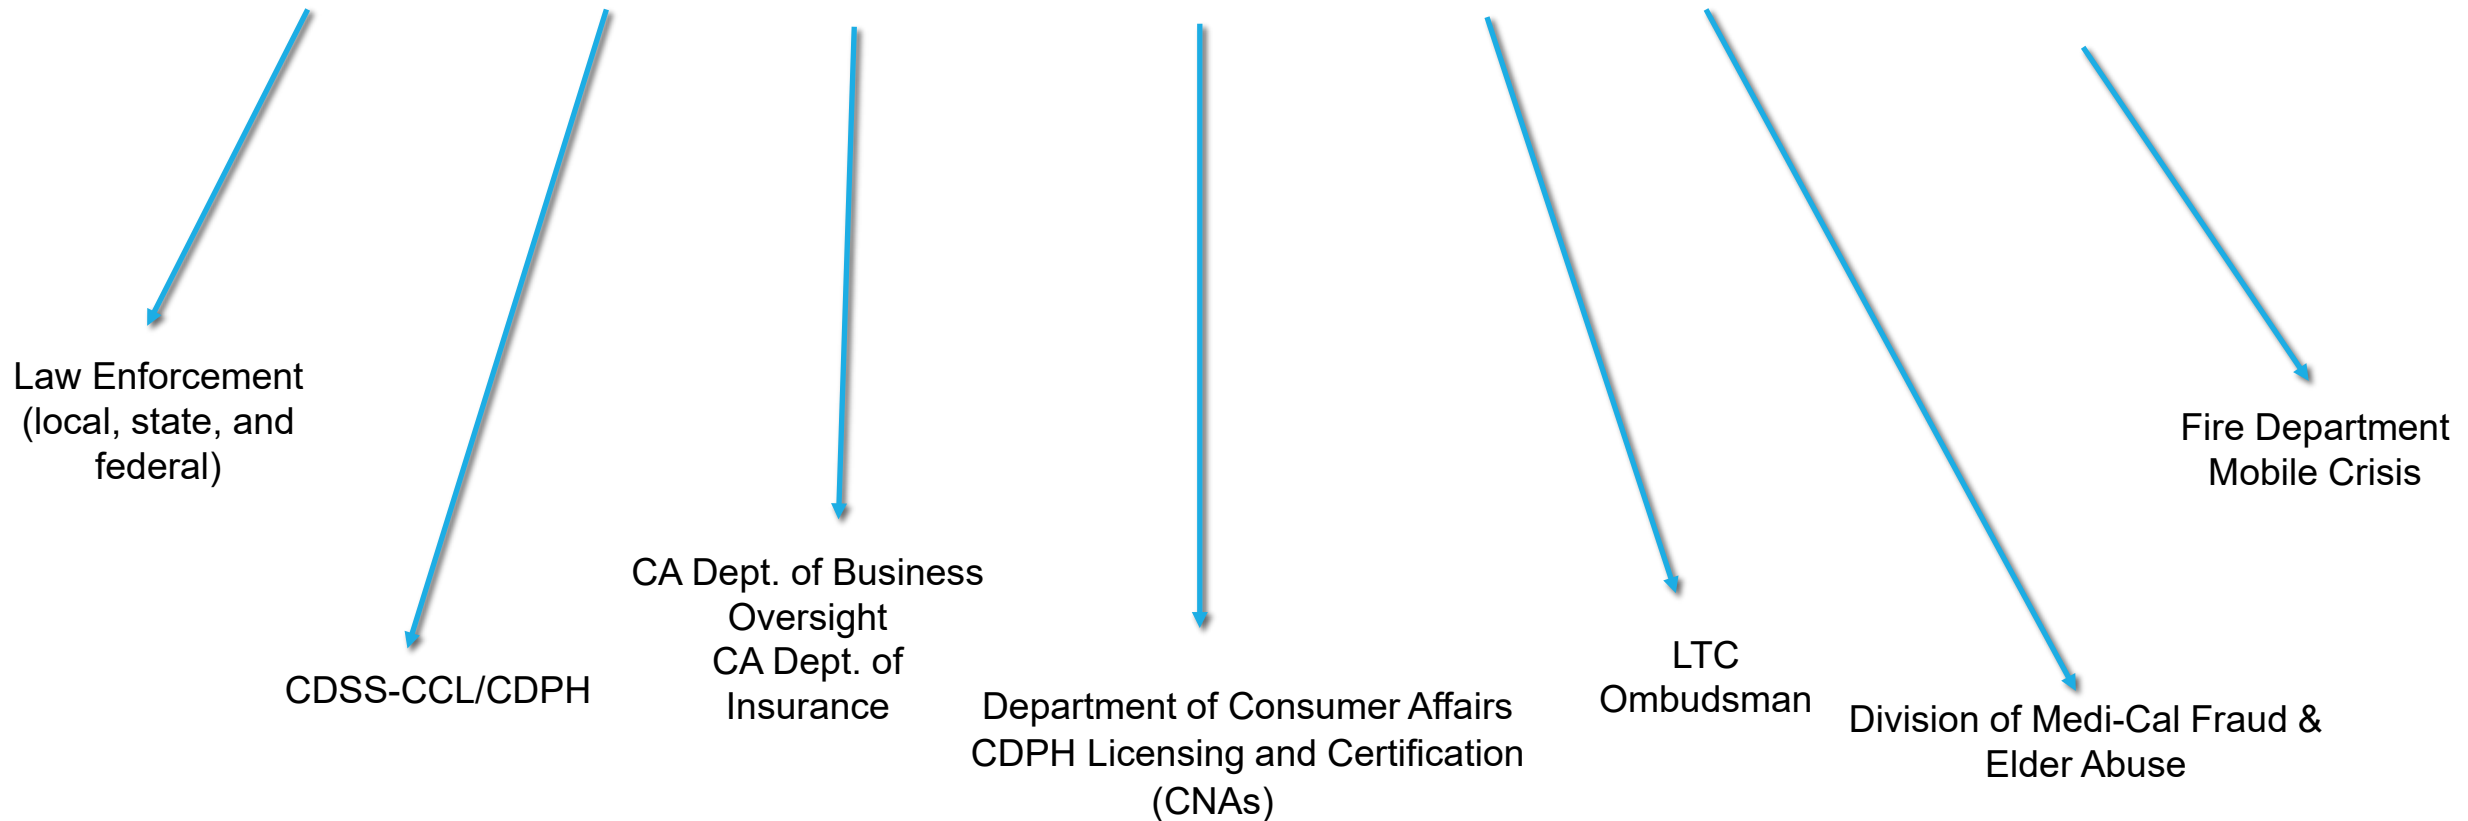 Law Enforcement
(local, state, and
federal)
CDSS-CCL/CDPH
CA Dept. of Business
Oversight
CA Dept. of
Insurance
Department of Consumer Affairs
CDPH Licensing and Certification
(CNAs)
LTC
Ombudsman
Division of Medi-Cal Fraud &
Elder Abuse
Fire Department
Mobile Crisis